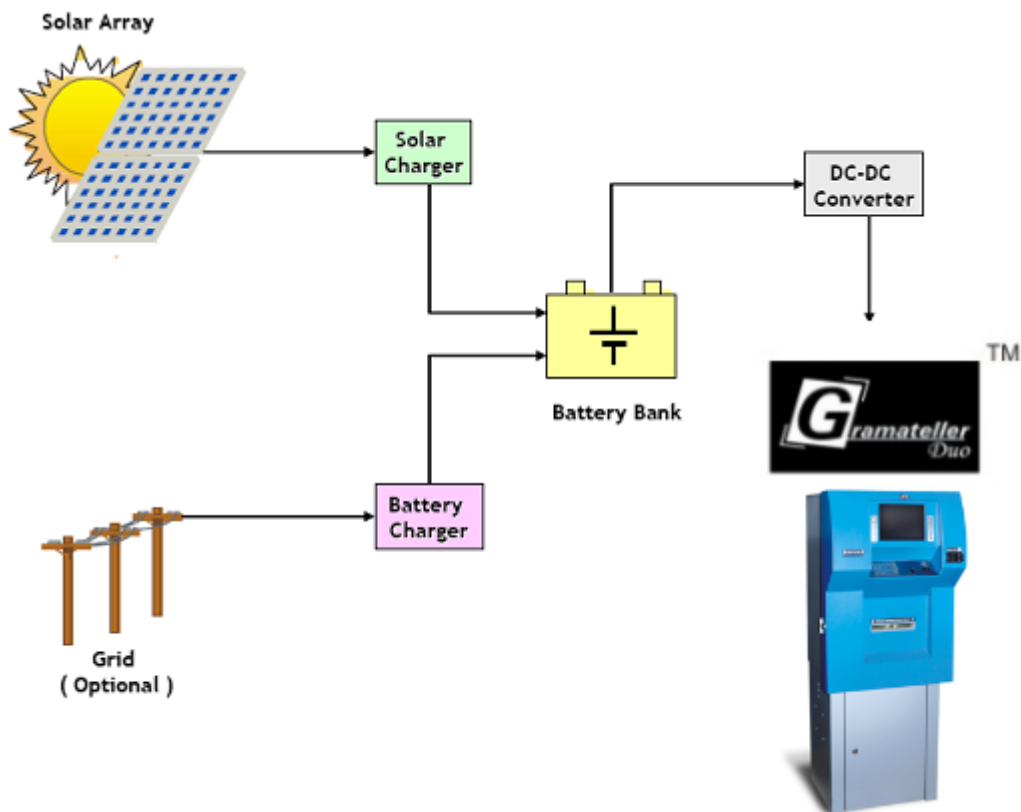 Solar Array
Solar
Charger
DC-DC
Converter
Battery Bank
TM
Gramateller
Duo
Battery
Charger
Grid
( Optional )